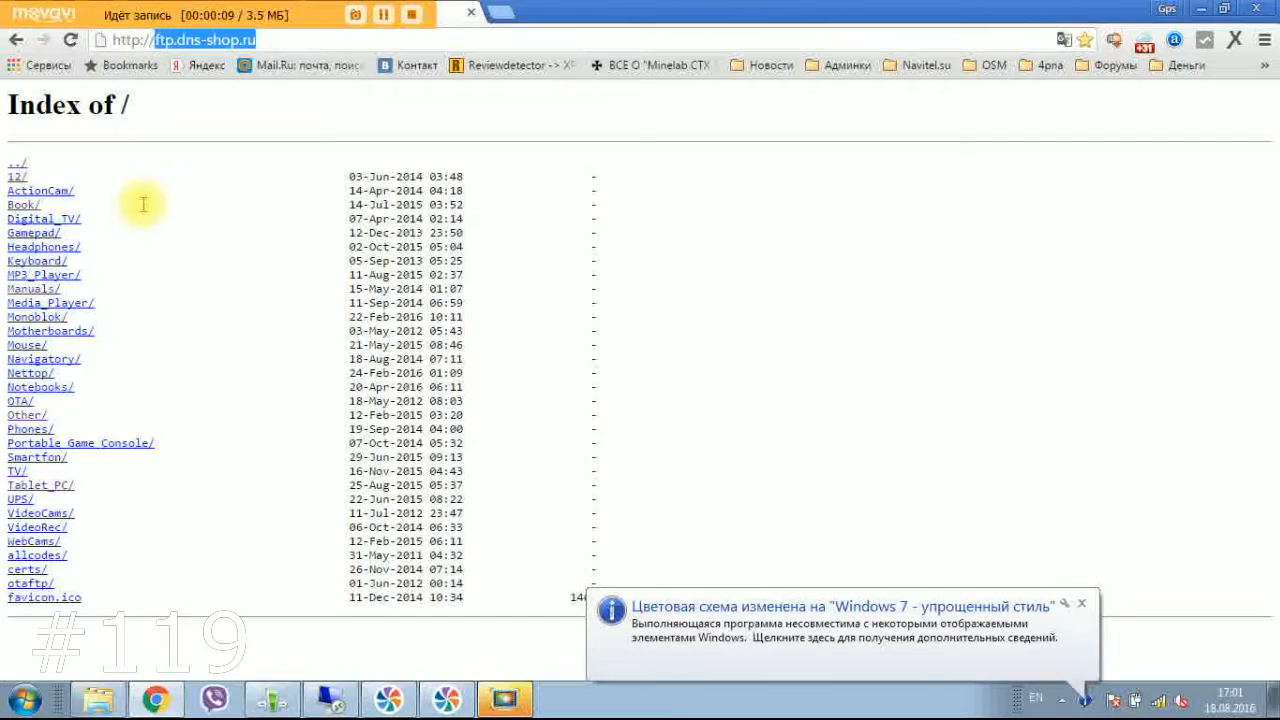 movavi Идёт запись [00:00:09 / 3.5 МБ] Gps
http://ftp.dns-shop.ru +31
Сервисы Bookmarks Яндекс Mail.Ru: почта, поис Контакт Reviewdetector -> XF ВСЕ О "Minelab CTX Новости Админки Navitel.su OSM 4pna Форумы Деньги »
Index of /
../
12/ 03-Jun-2014 03:48 -
ActionCam/ 14-Apr-2014 04:18 -
Book/ 14-Jul-2015 03:52 -
Digital_TV/ 07-Apr-2014 02:14 -
Gamepad/ 12-Dec-2013 23:50 -
Headphones/ 02-Oct-2015 05:04 -
Keyboard/ 05-Sep-2013 05:25 -
MP3_Player/ 11-Aug-2015 02:37 -
Manuals/ 15-May-2014 01:07 -
Media_Player/ 11-Sep-2014 06:59 -
Monoblok/ 22-Feb-2016 10:11 -
Motherboards/ 03-May-2012 05:43 -
Mouse/ 21-May-2015 08:46 -
Navigatory/ 18-Aug-2014 07:11 -
Nettop/ 24-Feb-2016 01:09 -
Notebooks/ 20-Apr-2016 06:11 -
OTA/ 18-May-2012 08:03 -
Other/ 12-Feb-2015 03:20 -
Phones/ 19-Sep-2014 04:00 -
Portable_Game_Console/ 07-Oct-2014 05:32 -
Smartfon/ 29-Jun-2015 09:13 -
TV/ 16-Nov-2015 04:43 -
Tablet_PC/ 25-Aug-2015 05:37 -
UPS/ 22-Jun-2015 08:22 -
VideoCams/ 11-Jul-2012 23:47 -
VideoRec/ 06-Oct-2014 06:33 -
WebCams/ 12-Feb-2015 06:11 -
allcodes/ 31-May-2011 04:32 -
certs/ 26-Nov-2014 07:14 -
otaftp/ 01-Jun-2012 00:14 -
favicon.ico 11-Dec-2014 10:34
Цветовая схема изменена на "Windows 7 - упрощенный стиль"
Выполняющаяся программа несовместима с некоторыми отображаемыми
элементами Windows. Щелкните здесь для получения дополнительных сведений.
#119
EN 17:01
18.08.2016